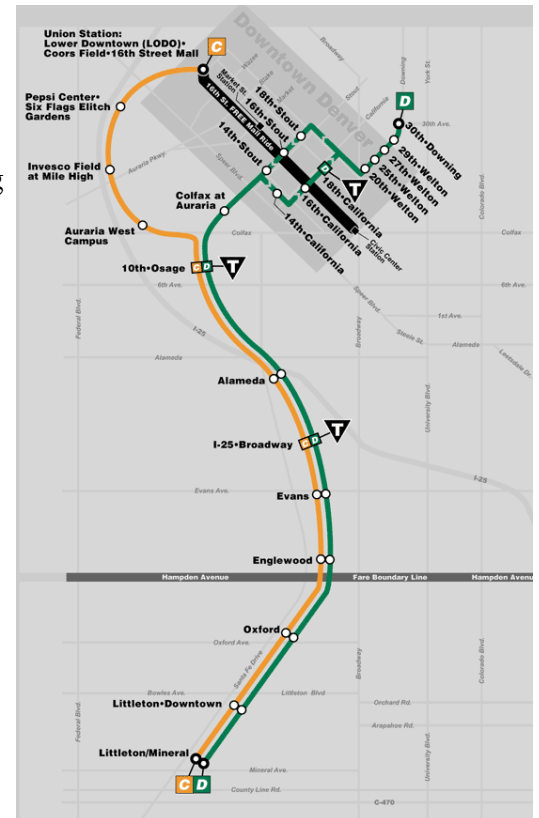 Union Station:
Lower Downtown (LODO)•
Coors Field•16th Street Mall
C
Downtown Denver
Broadway
Downing
York St.
Wazee
Blake
Market
Stout
California
D
Market St.
Station
16th St. FREE Mall Ride
18th•Stout
16th•Stout
14th•Stout
30th Ave.
30th•Downing
29th•Welton
27th•Welton
25th•Welton
20th•Welton
Pepsi Center•
Six Flags Elitch
Gardens
g
Auraria Pkwy.
Speer Blvd.
Invesco Field
at Mile High
T
18th•California
16th•California
14th•California
Civic Center
Station
Colorado Blvd.
Colfax at
Auraria
Auraria West
Campus
Colfax
Colfax
10th•Osage
C D
T
6th Ave.
6th Ave.
Speer Blvd.
Federal Blvd.
I-25
Broadway
1st Ave.
Steele St.
Alameda
Alameda
Leetsdale Dr.
Alameda
University Blvd.
I-25•Broadway
C D
T
I-25
Evans Ave.
Evans
Englewood
Hampden Avenue
Fare Boundary Line
Hampden Avenu
Oxford
Oxford Ave.
Santa Fe Drive
Broadway
Colorado Blvd.
Bowles Ave.
Littleton Blvd
Littleton•Downtown
Orchard Rd.
Federal Blvd.
Arapahoe Rd.
University Blvd.
Littleton/Mineral
Mineral Ave.
C D
County Line Rd.
C-470